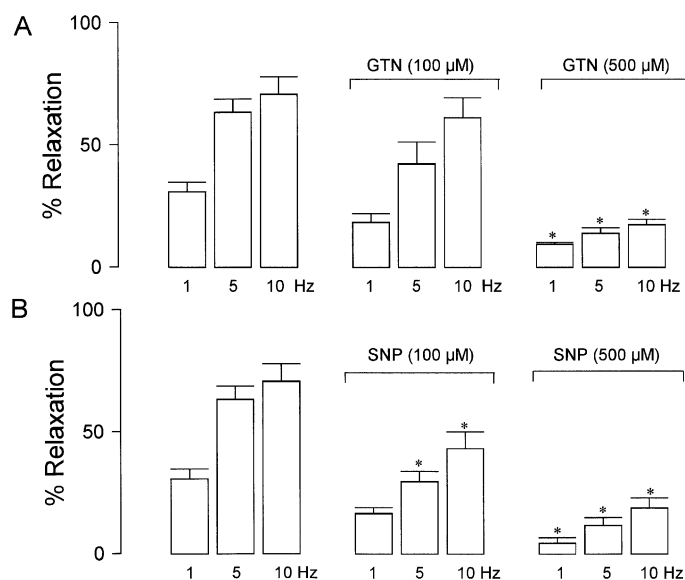 A
100
50
0
% Relaxation
GTN (100 µM)
GTN (500 µM)
* * *
1 5 10 Hz
1 5 10 Hz
1 5 10 Hz
B
100
50
0
% Relaxation
SNP (100 µM)
SNP (500 µM)
* *
* * *
1 5 10 Hz
1 5 10 Hz
1 5 10 Hz